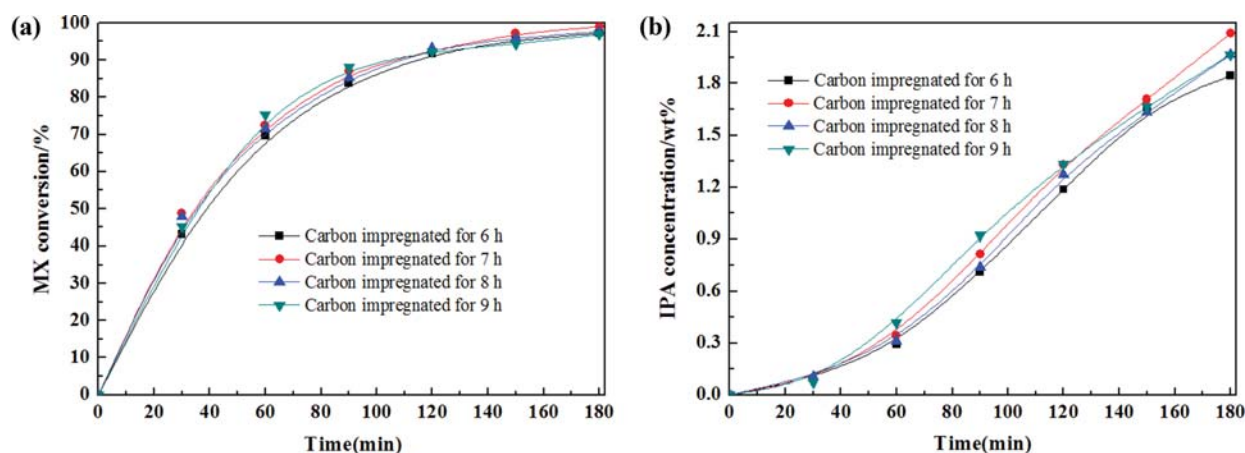 (a)
100
90
80
70
60
50
40
30
20
10
0
MX conversion/%
Carbon impregnated for 6 h
Carbon impregnated for 7 h
Carbon impregnated for 8 h
Carbon impregnated for 9 h
0 20 40 60 80 100 120 140 160 180
Time(min)
(b)
2.1
1.8
1.5
1.2
0.9
0.6
0.3
0.0
IPA concentration/wt%
Carbon impregnated for 6 h
Carbon impregnated for 7 h
Carbon impregnated for 8 h
Carbon impregnated for 9 h
0 20 40 60 80 100 120 140 160 180
Time(min)